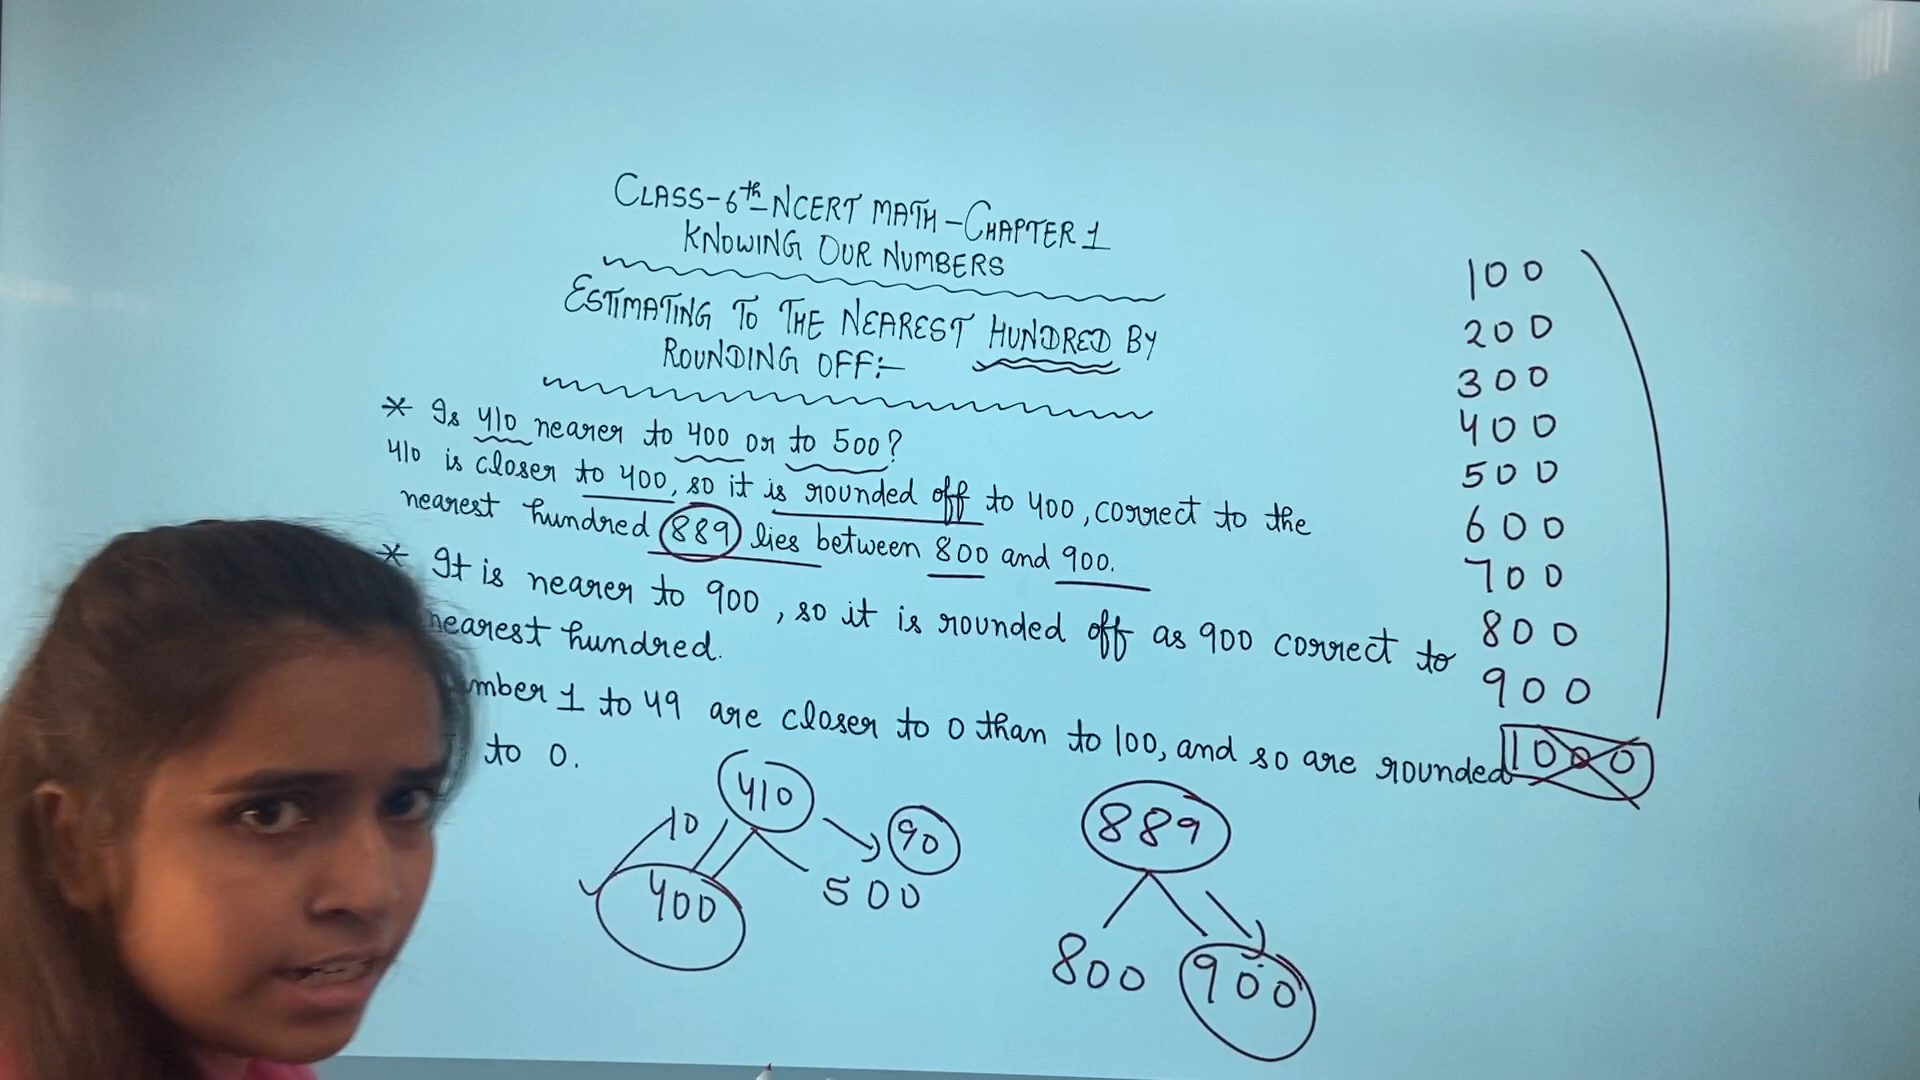 CLASS-6th-NCERT MATH-CHAPTER 1
KNOWING OUR NUMBERS
ESTIMATING TO THE NEAREST HUNDRED BY
ROUNDING OFF:-
* Is 410 nearer to 400 or to 500?
410 is closer to 400, so it is rounded off to 400, correct to the
nearest hundred 889 lies between 800 and 900.
* It is nearer to 900, so it is rounded off as 900 correct to
nearest hundred.
1 to 49 are closer to 0 than to 100, and so are rounded
to 0.
410
10
90
400
500
889
800
900
100
200
300
400
500
600
700
800
900
1000